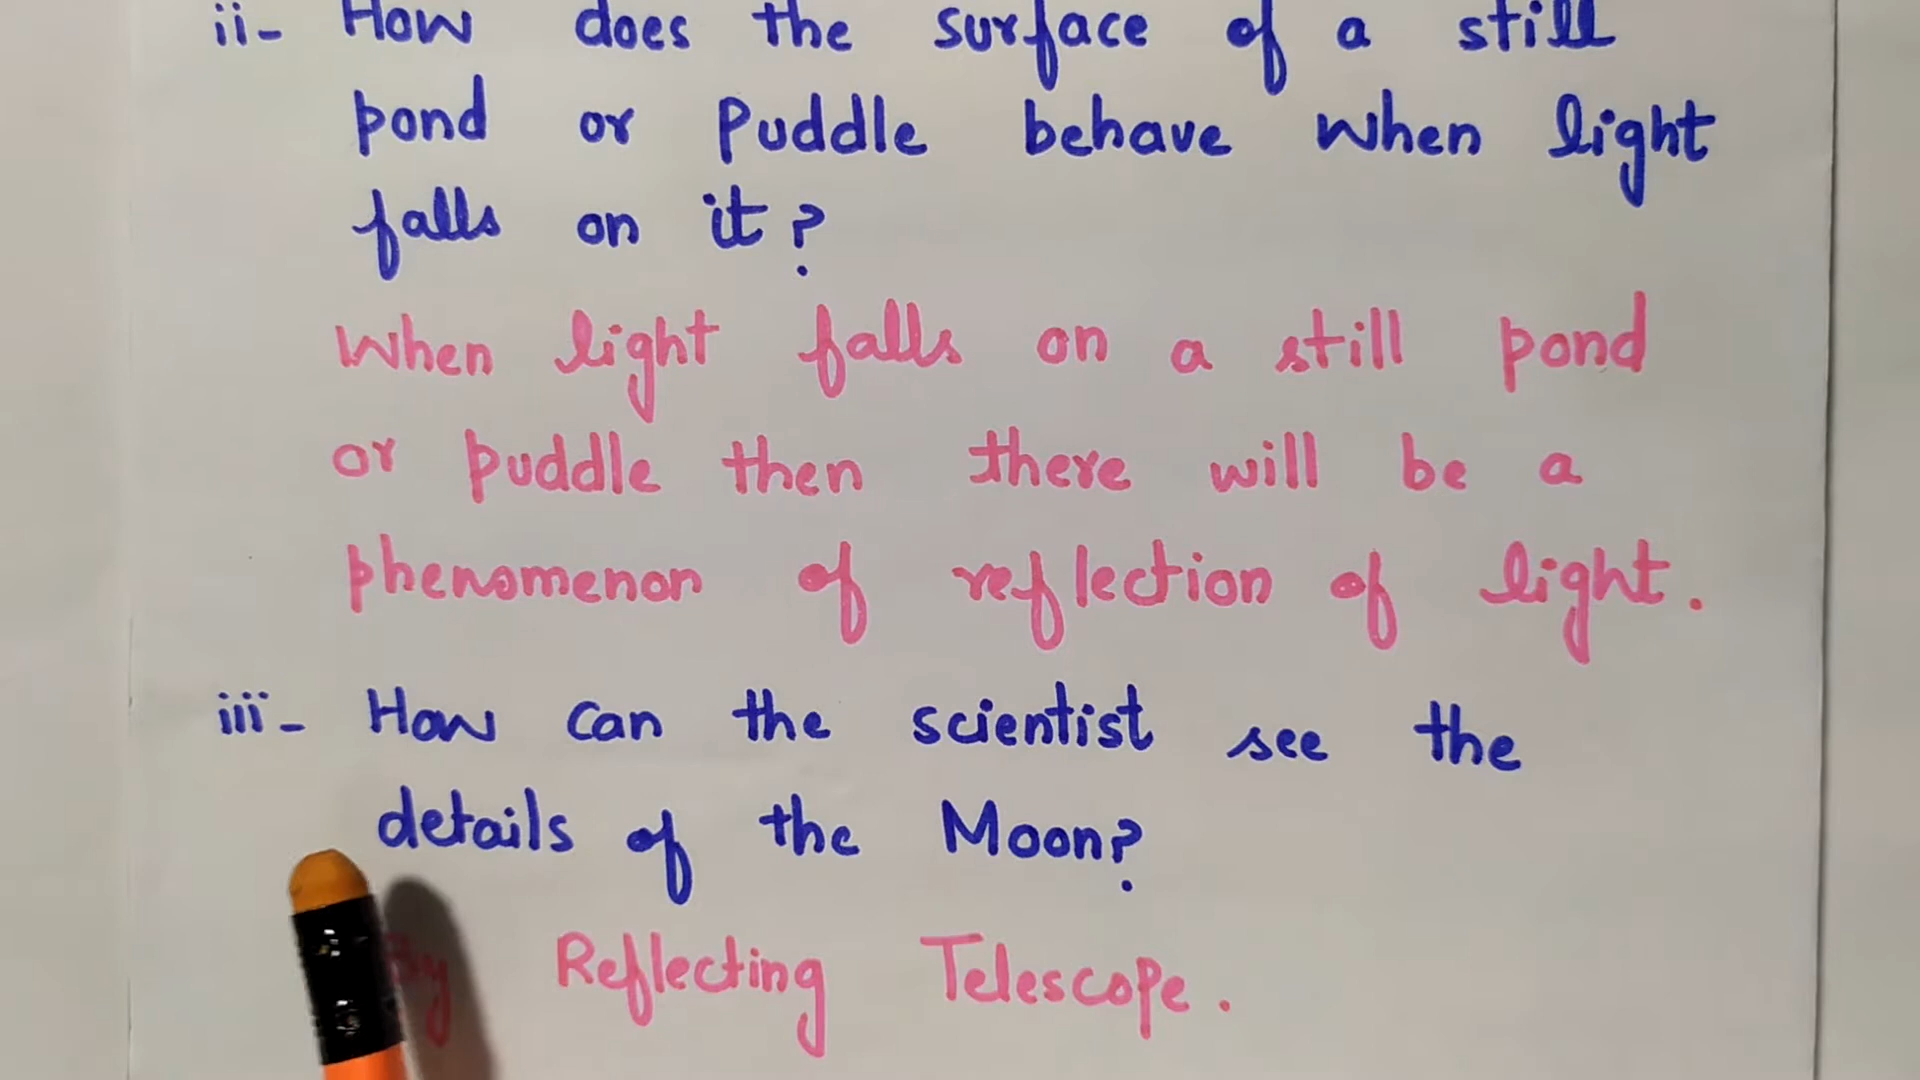 ii- How does the surface of a still
pond or Puddle behave when light
falls on it?
When light falls on a still pond
or puddle then there will be a
phenomenon of reflection of light.
iii- How can the scientist see the
details of the Moon?
By Reflecting Telescope.